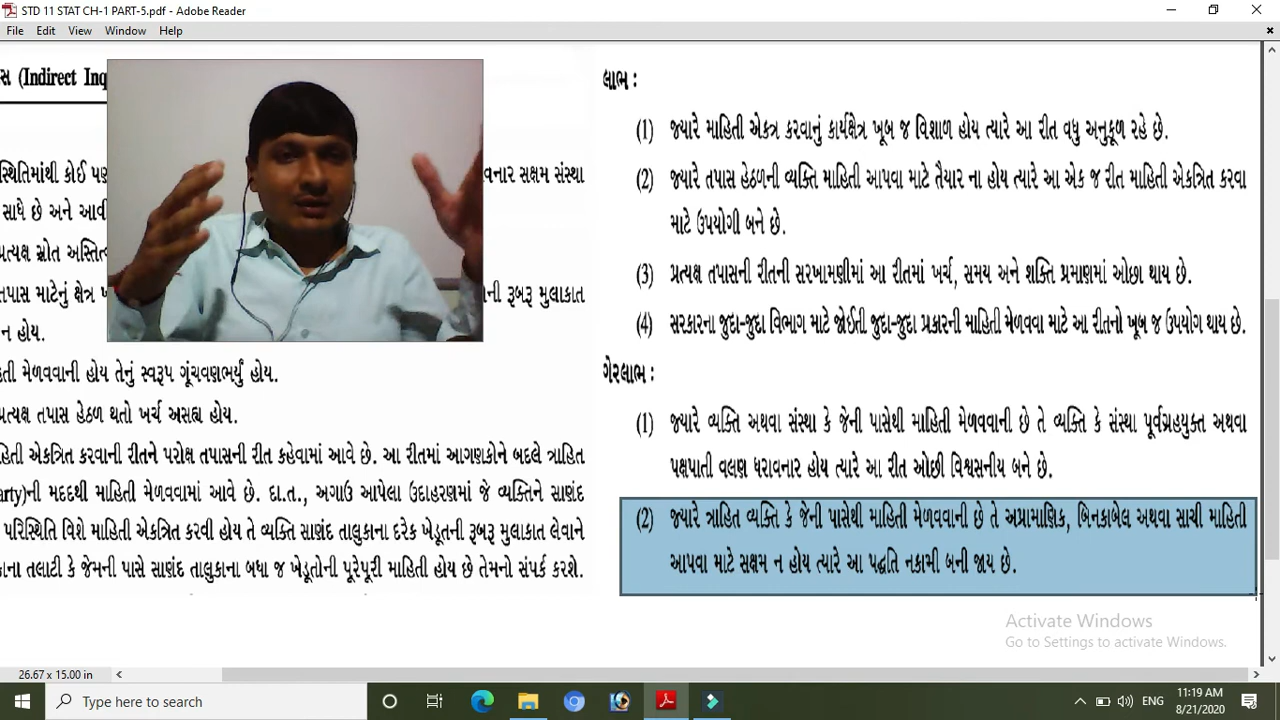 STD 11 STAT CH-1 PART-5.pdf - Adobe Reader
File Edit View Window Help
સ (Indirect Inq
સ્થિતિમાંથી કોઈ પણ
વનાર સક્ષમ સંસ્થા
સાધે છે અને આવી
પ્રત્યક્ષ સ્રોત અસ્તિત્વ
તપાસ માટેનું ક્ષેત્ર
ની રૂબરૂ મુલાકાત
ન હોય.
હતી મેળવવાની હોય તેનું સ્વરૂપ ગૂંચવણભર્યું હોય.
પ્રત્યક્ષ તપાસ હેઠળ થતો ખર્ચ અસહ્ય હોય.
હિતી એકત્રિત કરવાની રીતને પરોક્ષ તપાસની રીત કહેવામાં આવે છે. આ રીતમાં આગણકોને બદલે ત્રાહિત
arty)ની મદદથી માહિતી મેળવવામાં આવે છે. દા.ત., અગાઉ આપેલા ઉદાહરણમાં જે વ્યક્તિને સાણંદ
પરિસ્થિતિ વિશે માહિતી એકત્રિત કરવી હોય તે વ્યક્તિ સાણંદ તાલુકાના દરેક ખેડૂતની રૂબરૂ મુલાકાત લેવાને
કાના તલાટી કે જેમની પાસે સાણંદ તાલુકાના બધા જ ખેડૂતોની પૂરેપૂરી માહિતી હોય છે તેમનો સંપર્ક કરશે.
લાભ :
(1) જ્યારે માહિતી એકત્ર કરવાનું કાર્યક્ષેત્ર ખૂબ જ વિશાળ હોય ત્યારે આ રીત વધુ અનુકૂળ રહે છે.
(2) જ્યારે તપાસ હેઠળની વ્યક્તિ માહિતી આપવા માટે તૈયાર ના હોય ત્યારે આ એક જ રીત માહિતી એકત્રિત કરવા
માટે ઉપયોગી બને છે.
(3) પ્રત્યક્ષ તપાસની રીતની સરખામણીમાં આ રીતમાં ખર્ચ, સમય અને શક્તિ પ્રમાણમાં ઓછા થાય છે.
(4) સરકારના જુદા-જુદા વિભાગ માટે જોઈતી જુદા-જુદા પ્રકારની માહિતી મેળવવા માટે આ રીતનો ખૂબ જ ઉપયોગ થાય છે.
ગેરલાભ :
(1) જ્યારે વ્યક્તિ અથવા સંસ્થા કે જેની પાસેથી માહિતી મેળવવાની છે તે વ્યક્તિ કે સંસ્થા પૂર્વગ્રહયુક્ત અથવા
પક્ષપાતી વલણ ધરાવનાર હોય ત્યારે આ રીત ઓછી વિશ્વસનીય બને છે.
(2) જ્યારે ત્રાહિત વ્યક્તિ કે જેની પાસેથી માહિતી મેળવવાની છે તે અપ્રામાણિક, બિનકાબેલ અથવા સાચી માહિતી
આપવા માટે સક્ષમ ન હોય ત્યારે આ પદ્ધતિ નકામી બની જાય છે.
Activate Windows
Go to Settings to activate Windows.
26.67 x 15.00 in
Type here to search
ENG
11:19 AM
8/21/2020